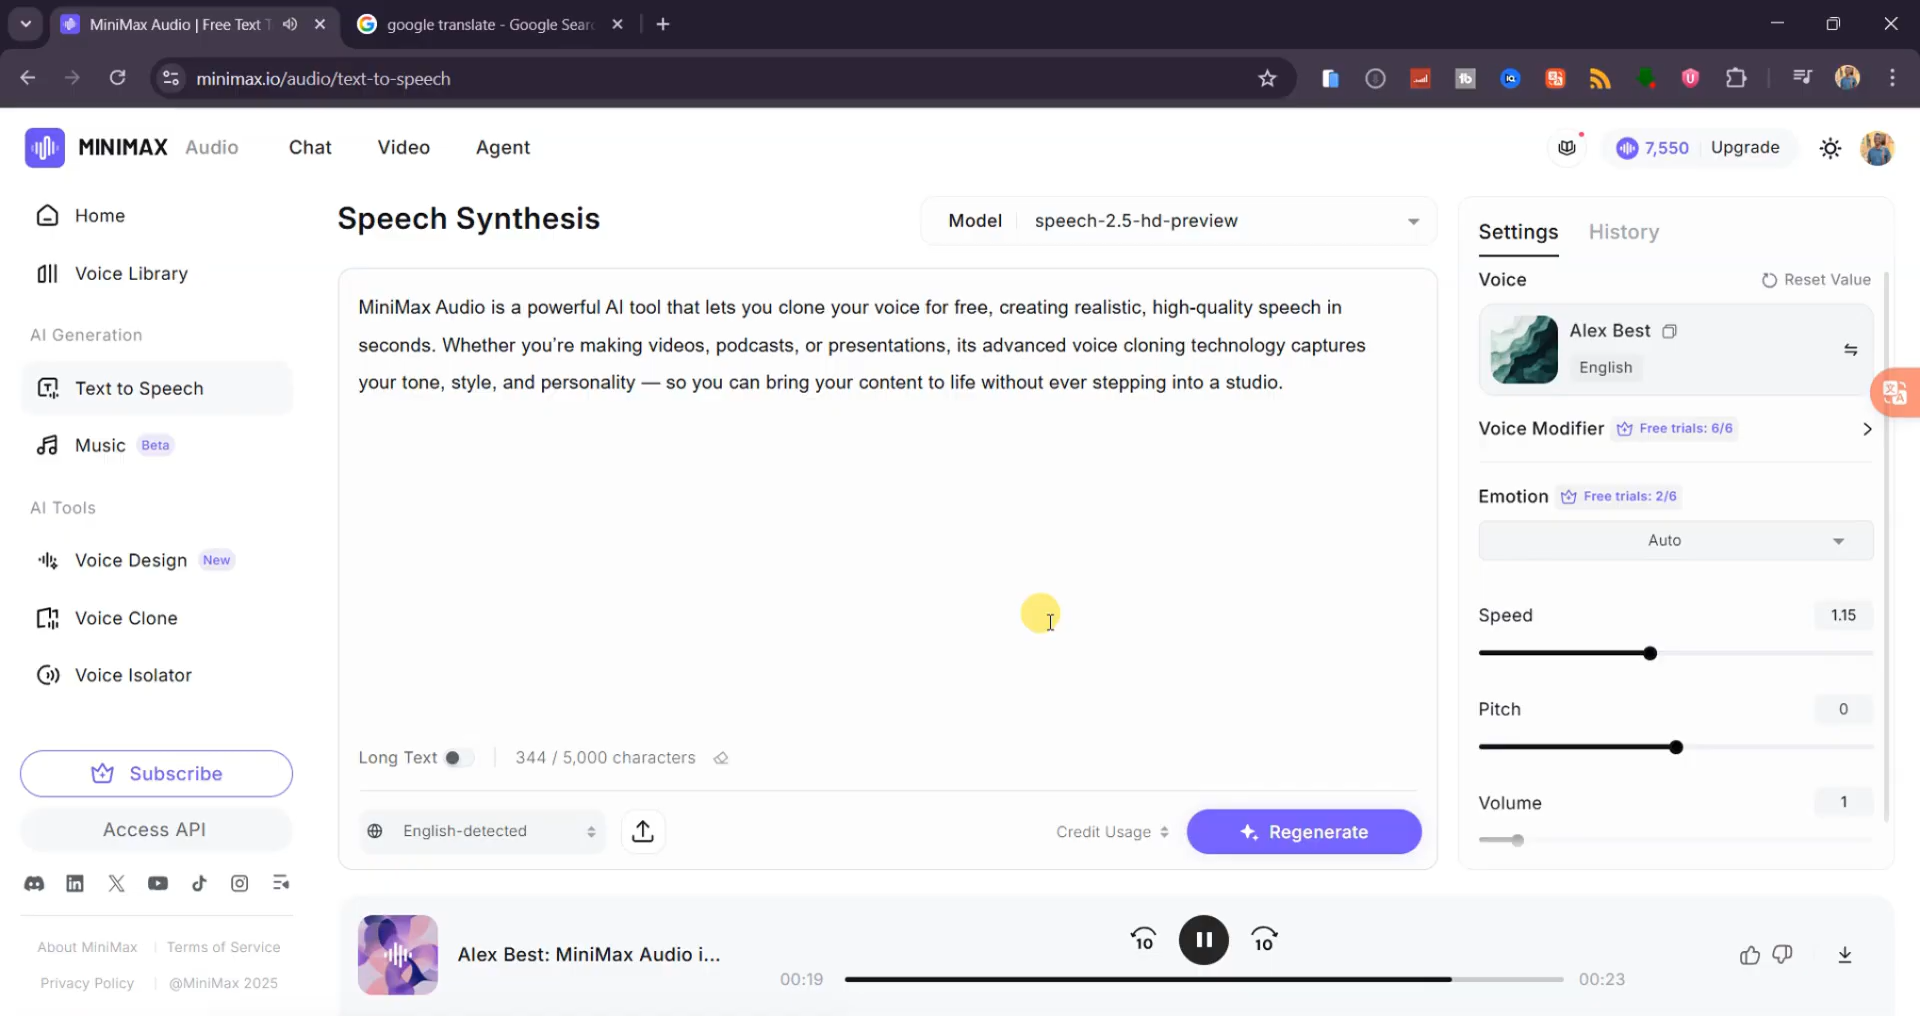 MiniMax Audio | Free Text T
google translate - Google Sear
minimax.io/audio/text-to-speech
MINIMAX Audio
Chat
Video
Agent
7,550
Upgrade
Home
Voice Library
AI Generation
Text to Speech
Music Beta
AI Tools
Voice Design New
Voice Clone
Voice Isolator
Subscribe
Access API
About MiniMax
Terms of Service
Privacy Policy
@MiniMax 2025
Speech Synthesis
Model
speech-2.5-hd-preview
MiniMax Audio is a powerful AI tool that lets you clone your voice for free, creating realistic, high-quality speech in
seconds. Whether you're making videos, podcasts, or presentations, its advanced voice cloning technology captures
your tone, style, and personality — so you can bring your content to life without ever stepping into a studio.
Long Text
344 / 5,000 characters
English-detected
Credit Usage
Regenerate
Settings
History
Voice
Reset Value
Alex Best
English
Voice Modifier
Free trials: 6/6
Emotion
Free trials: 2/6
Auto
Speed
1.15
Pitch
0
Volume
1
Alex Best: MiniMax Audio i...
10
10
00:19
00:23